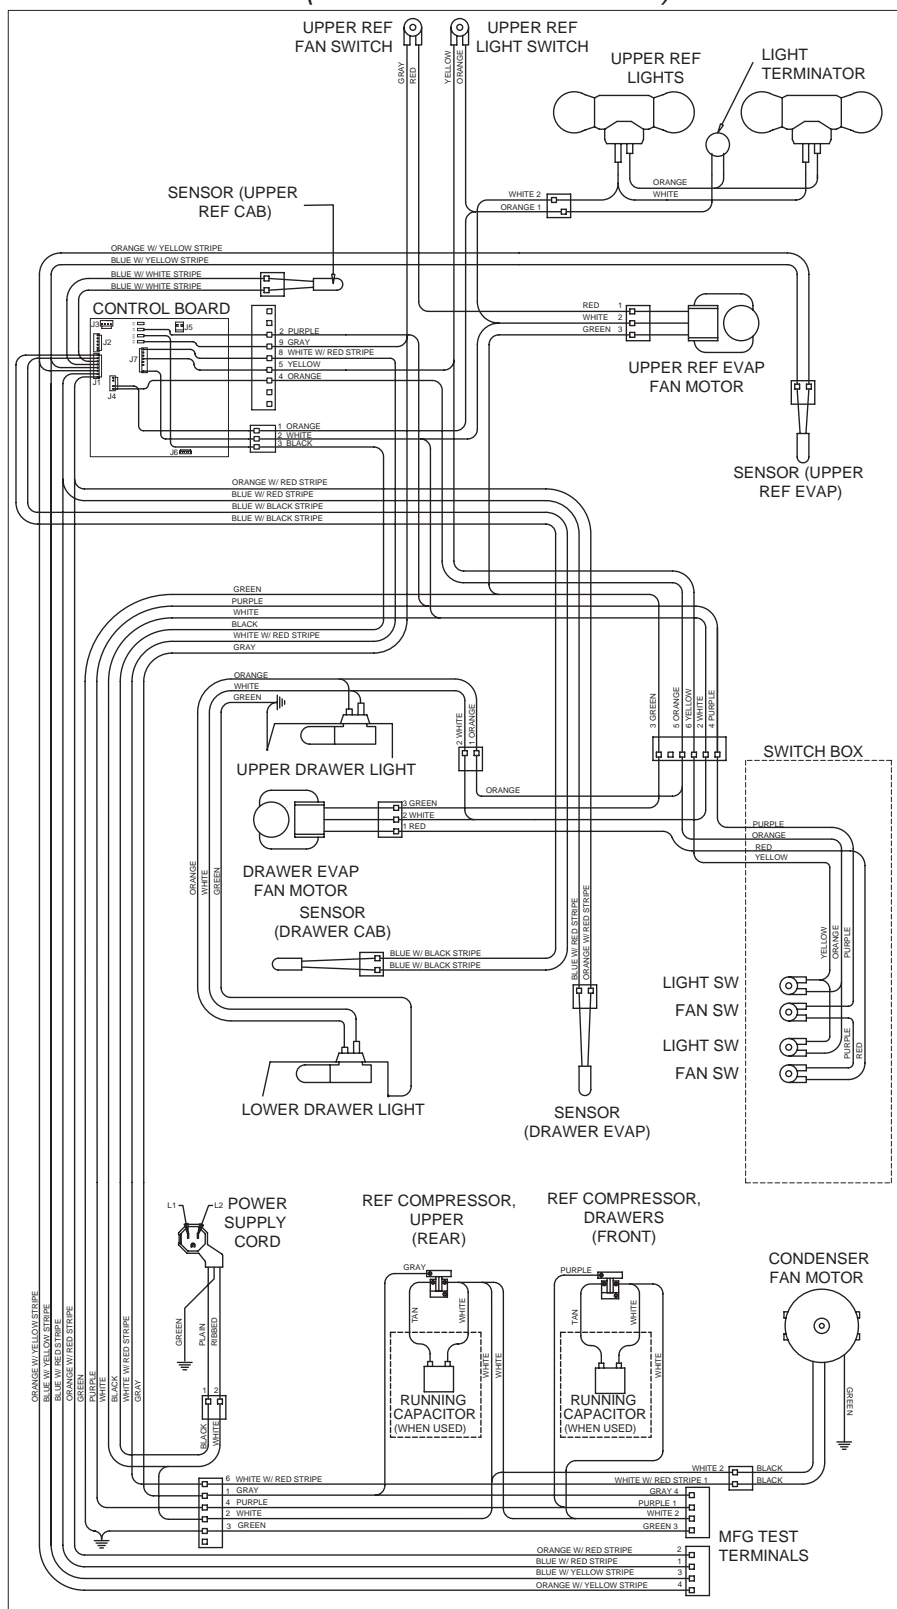 UPPER REF
FAN SWITCH
UPPER REF
LIGHT SWITCH
GRAY
RED
YELLOW
ORANGE
UPPER REF
LIGHTS
LIGHT
TERMINATOR
ORANGE
WHITE
WHITE 2
ORANGE 1
SENSOR (UPPER
REF CAB)
ORANGE W/ YELLOW STRIPE
BLUE W/ YELLOW STRIPE
BLUE W/ WHITE STRIPE
BLUE W/ WHITE STRIPE
CONTROL BOARD
J3
J5
J2
J7
J1
J4
J6
2 PURPLE
9 GRAY
8 WHITE W/ RED STRIPE
5 YELLOW
4 ORANGE
1 ORANGE
2 WHITE
3 BLACK
RED 1
WHITE 2
GREEN 3
UPPER REF EVAP
FAN MOTOR
SENSOR (UPPER
REF EVAP)
ORANGE W/ RED STRIPE
BLUE W/ RED STRIPE
BLUE W/ BLACK STRIPE
BLUE W/ BLACK STRIPE
GREEN
PURPLE
WHITE
BLACK
WHITE W/ RED STRIPE
GRAY
ORANGE
WHITE
GREEN
2 WHITE
1 ORANGE
3 GREEN
5 ORANGE
6 YELLOW
2 WHITE
4 PURPLE
UPPER DRAWER LIGHT
ORANGE
SWITCH BOX
3 GREEN
2 WHITE
1 RED
PURPLE
ORANGE
RED
YELLOW
ORANGE
WHITE
GREEN
DRAWER EVAP
FAN MOTOR
SENSOR
(DRAWER CAB)
BLUE W/ BLACK STRIPE
BLUE W/ BLACK STRIPE
BLUE W/ RED STRIPE
ORANGE W/ RED STRIPE
YELLOW
ORANGE
PURPLE
LIGHT SW
FAN SW
LIGHT SW
FAN SW
PURPLE
RED
LOWER DRAWER LIGHT
SENSOR
(DRAWER EVAP)
L1
L2
POWER
SUPPLY
CORD
REF COMPRESSOR,
UPPER
(REAR)
REF COMPRESSOR,
DRAWERS
(FRONT)
CONDENSER
FAN MOTOR
GRAY
PURPLE
TAN
WHITE
TAN
WHITE
WHITE
WHITE
WHITE
RUNNING
CAPACITOR
(WHEN USED)
RUNNING
CAPACITOR
(WHEN USED)
GREEN
ORANGE W/ YELLOW STRIPE
BLUE W/ YELLOW STRIPE
BLUE W/ RED STRIPE
ORANGE W/ RED STRIPE
GREEN
PURPLE
WHITE
BLACK
WHITE W/ RED STRIPE
GRAY
GREEN
PLAIN
RIBBED
1
2
BLACK
WHITE
6 WHITE W/ RED STRIPE
1 GRAY
4 PURPLE
2 WHITE
3 GREEN
WHITE 2
BLACK
WHITE W/ RED STRIPE 1
BLACK
GRAY 4
PURPLE 1
WHITE 2
GREEN 3
MFG TEST
TERMINALS
ORANGE W/ RED STRIPE 2
BLUE W/ RED STRIPE 1
BLUE W/ YELLOW STRIPE 3
ORANGE W/ YELLOW STRIPE 4